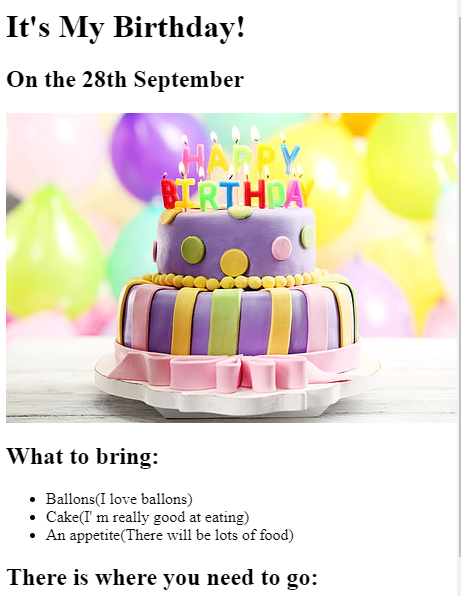 It's My Birthday!
On the 28th September
HAPPY
BIRTHDAY
What to bring:
Ballons(I love ballons)
Cake(I' m really good at eating)
An appetite(There will be lots of food)
There is where you need to go: